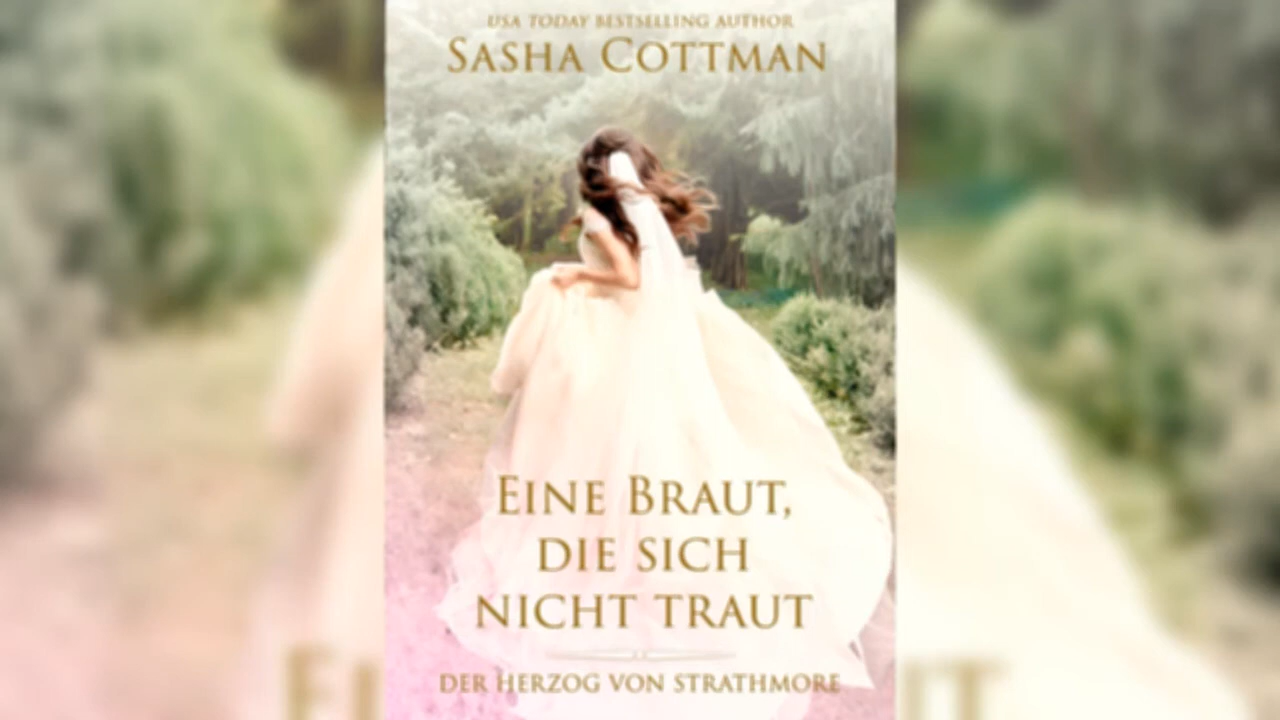 USA TODAY BESTSELLING AUTHOR
SASHA COTTMAN
EINE BRAUT,
DIE SICH
NICHT TRAUT
DER HERZOG VON STRATHMORE